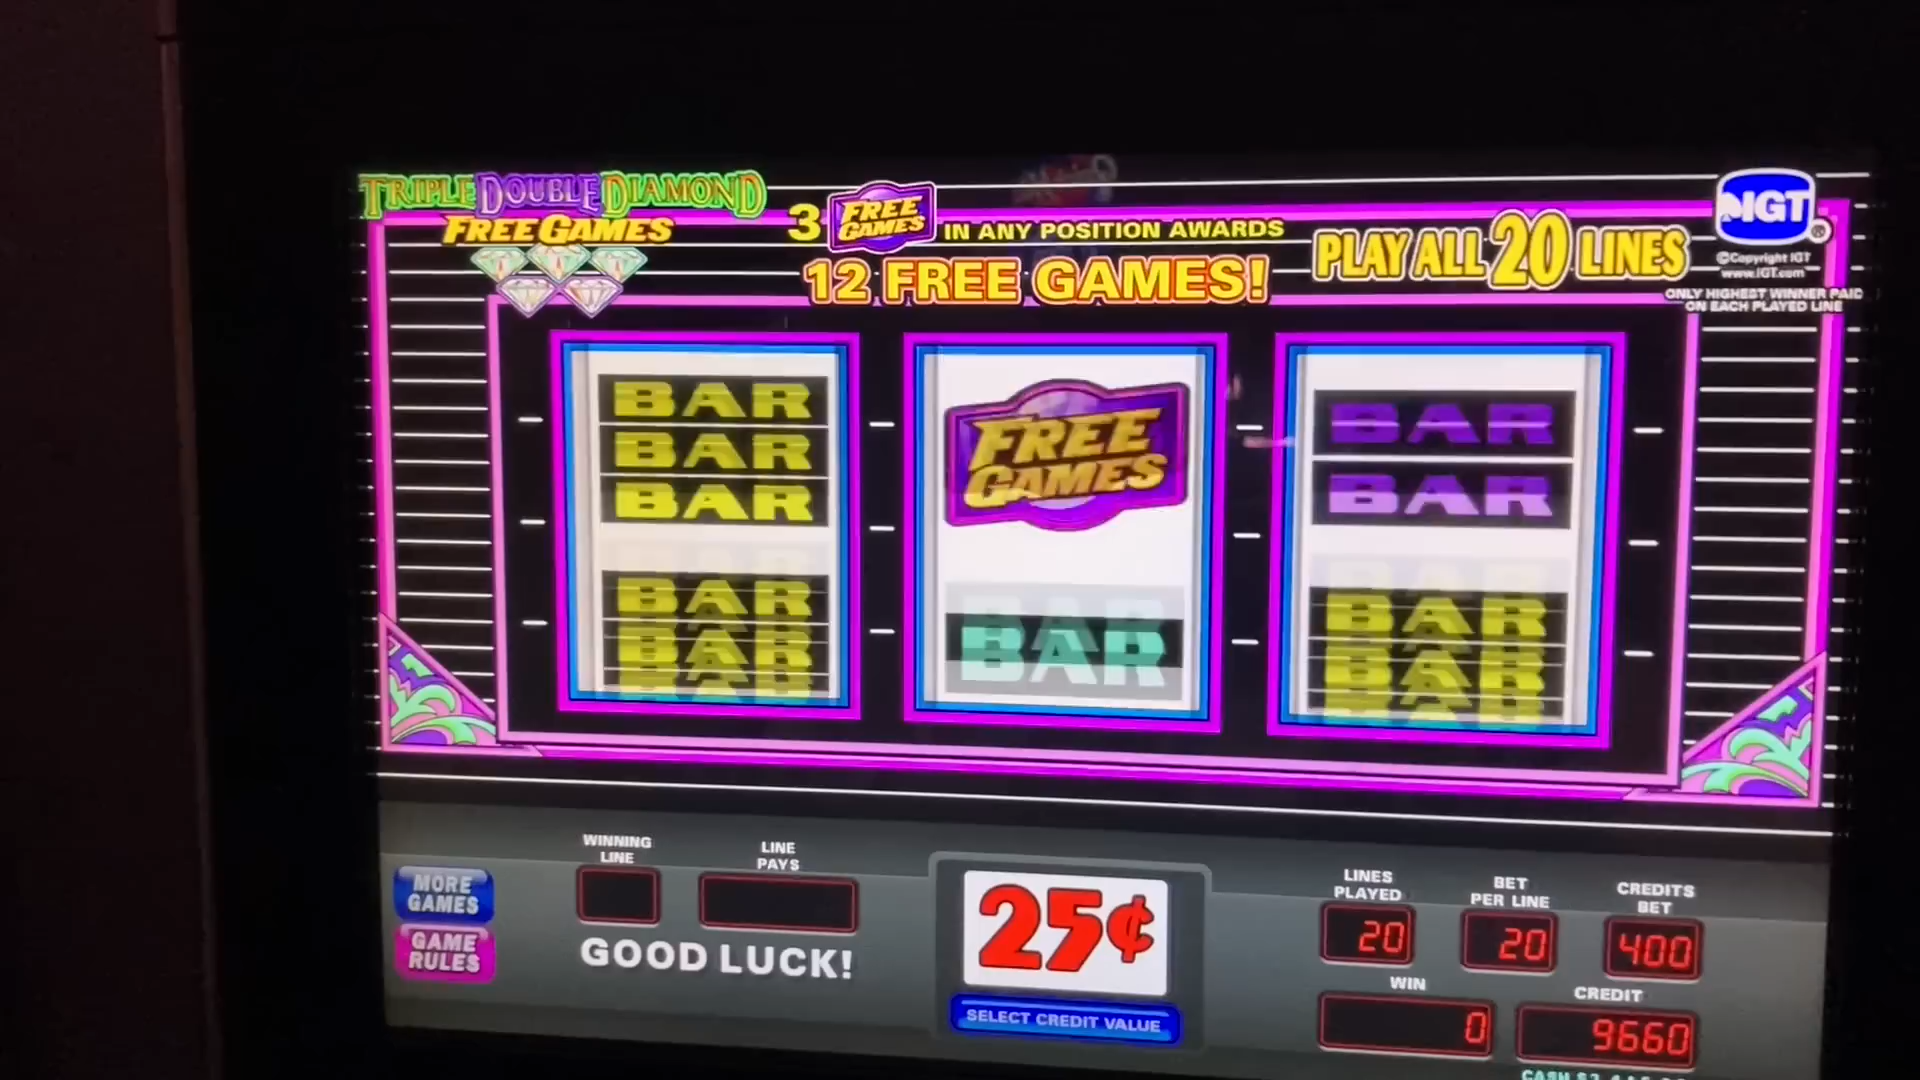 TRIPLE DOUBLE DIAMOND
FREE GAMES
3 FREE GAMES IN ANY POSITION AWARDS
12 FREE GAMES!
PLAY ALL 20 LINES
IGT®
©Copyright IGT
www.IGT.com
ONLY HIGHEST WINNER PAID
ON EACH PLAYED LINE
BAR
BAR
BAR
FREE
GAMES
BAR
BAR
BAR
BAR
BAR
BAR
BAR
WINNING
LINE
LINE
PAYS
LINES
PLAYED
BET
PER LINE
CREDITS
BET
MORE
GAMES
GAME
RULES
GOOD LUCK!
25¢
SELECT CREDIT VALUE
20
20
400
WIN
CREDIT
0
9660
CASH